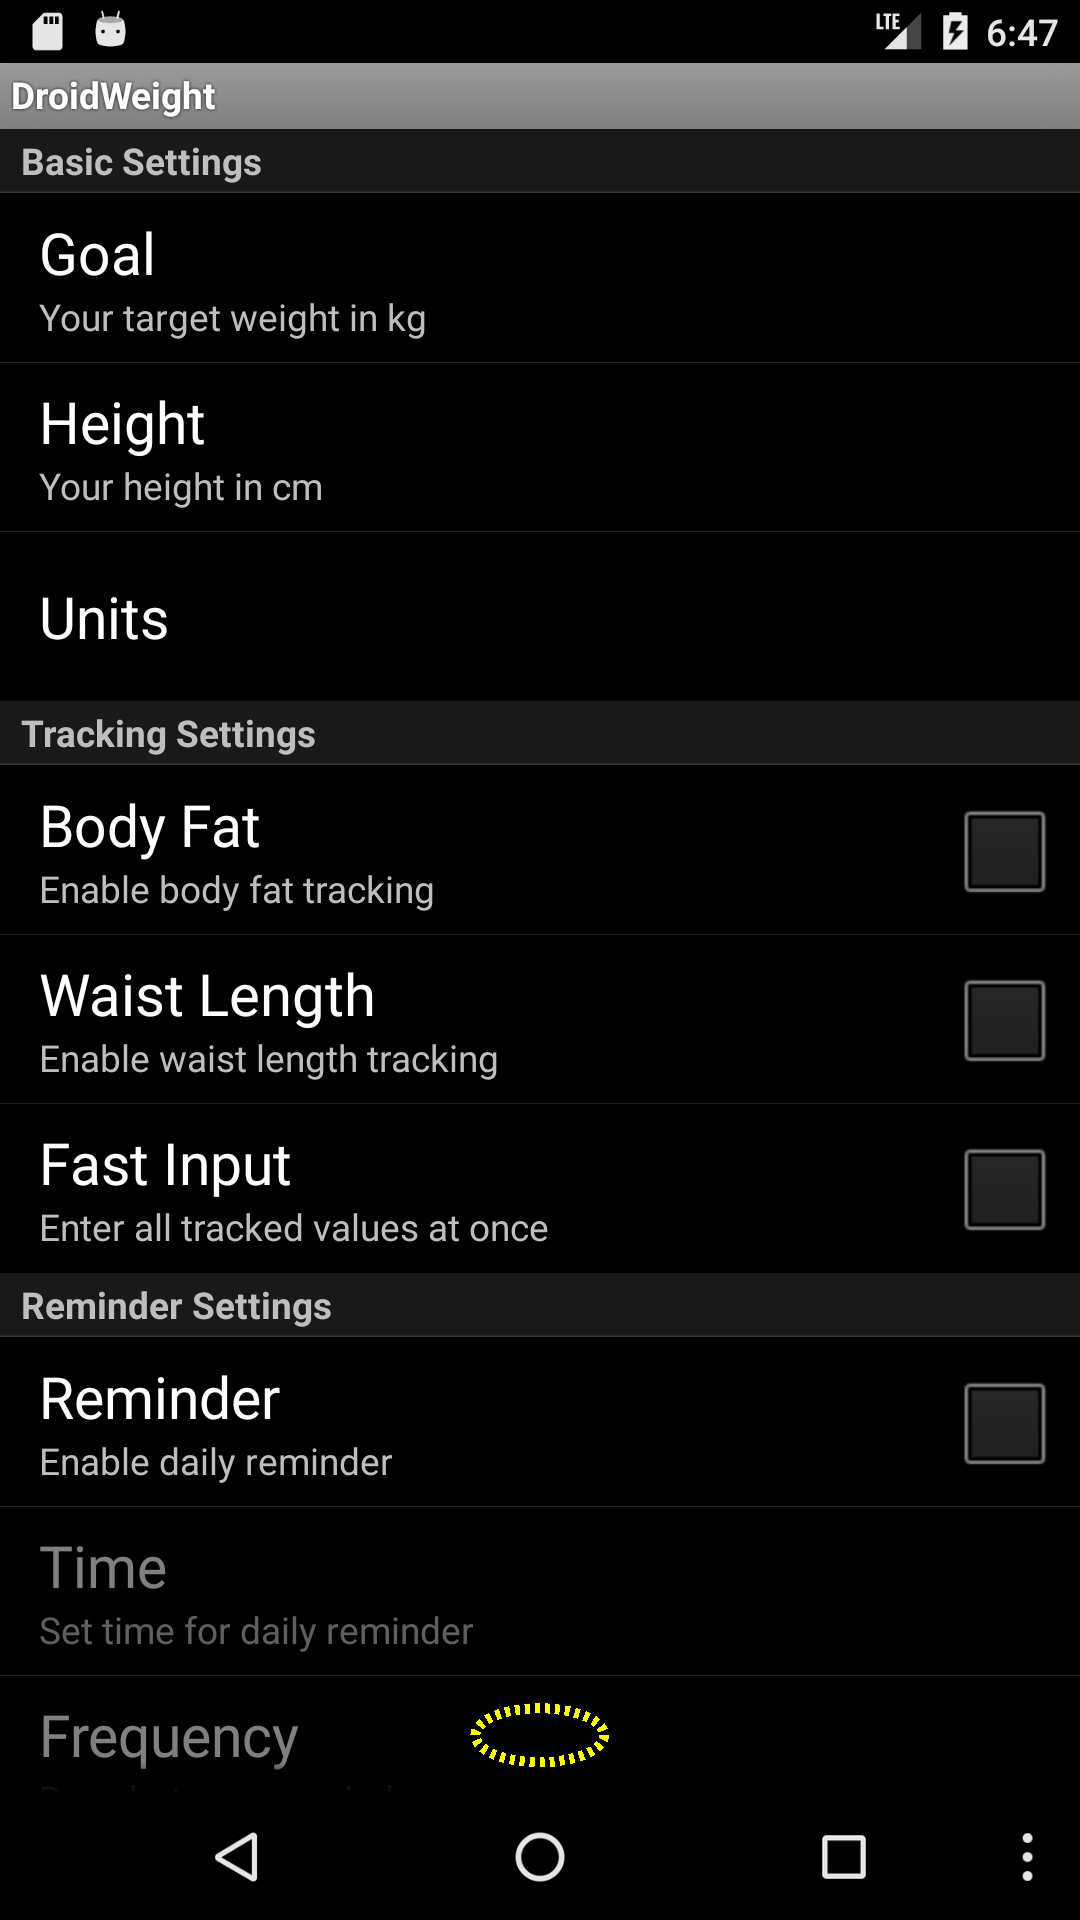 LTE 6:47
DroidWeight
Basic Settings
Goal
Your target weight in kg
Height
Your height in cm
Units
Tracking Settings
Body Fat
Enable body fat tracking
Waist Length
Enable waist length tracking
Fast Input
Enter all tracked values at once
Reminder Settings
Reminder
Enable daily reminder
Time
Set time for daily reminder
Frequency